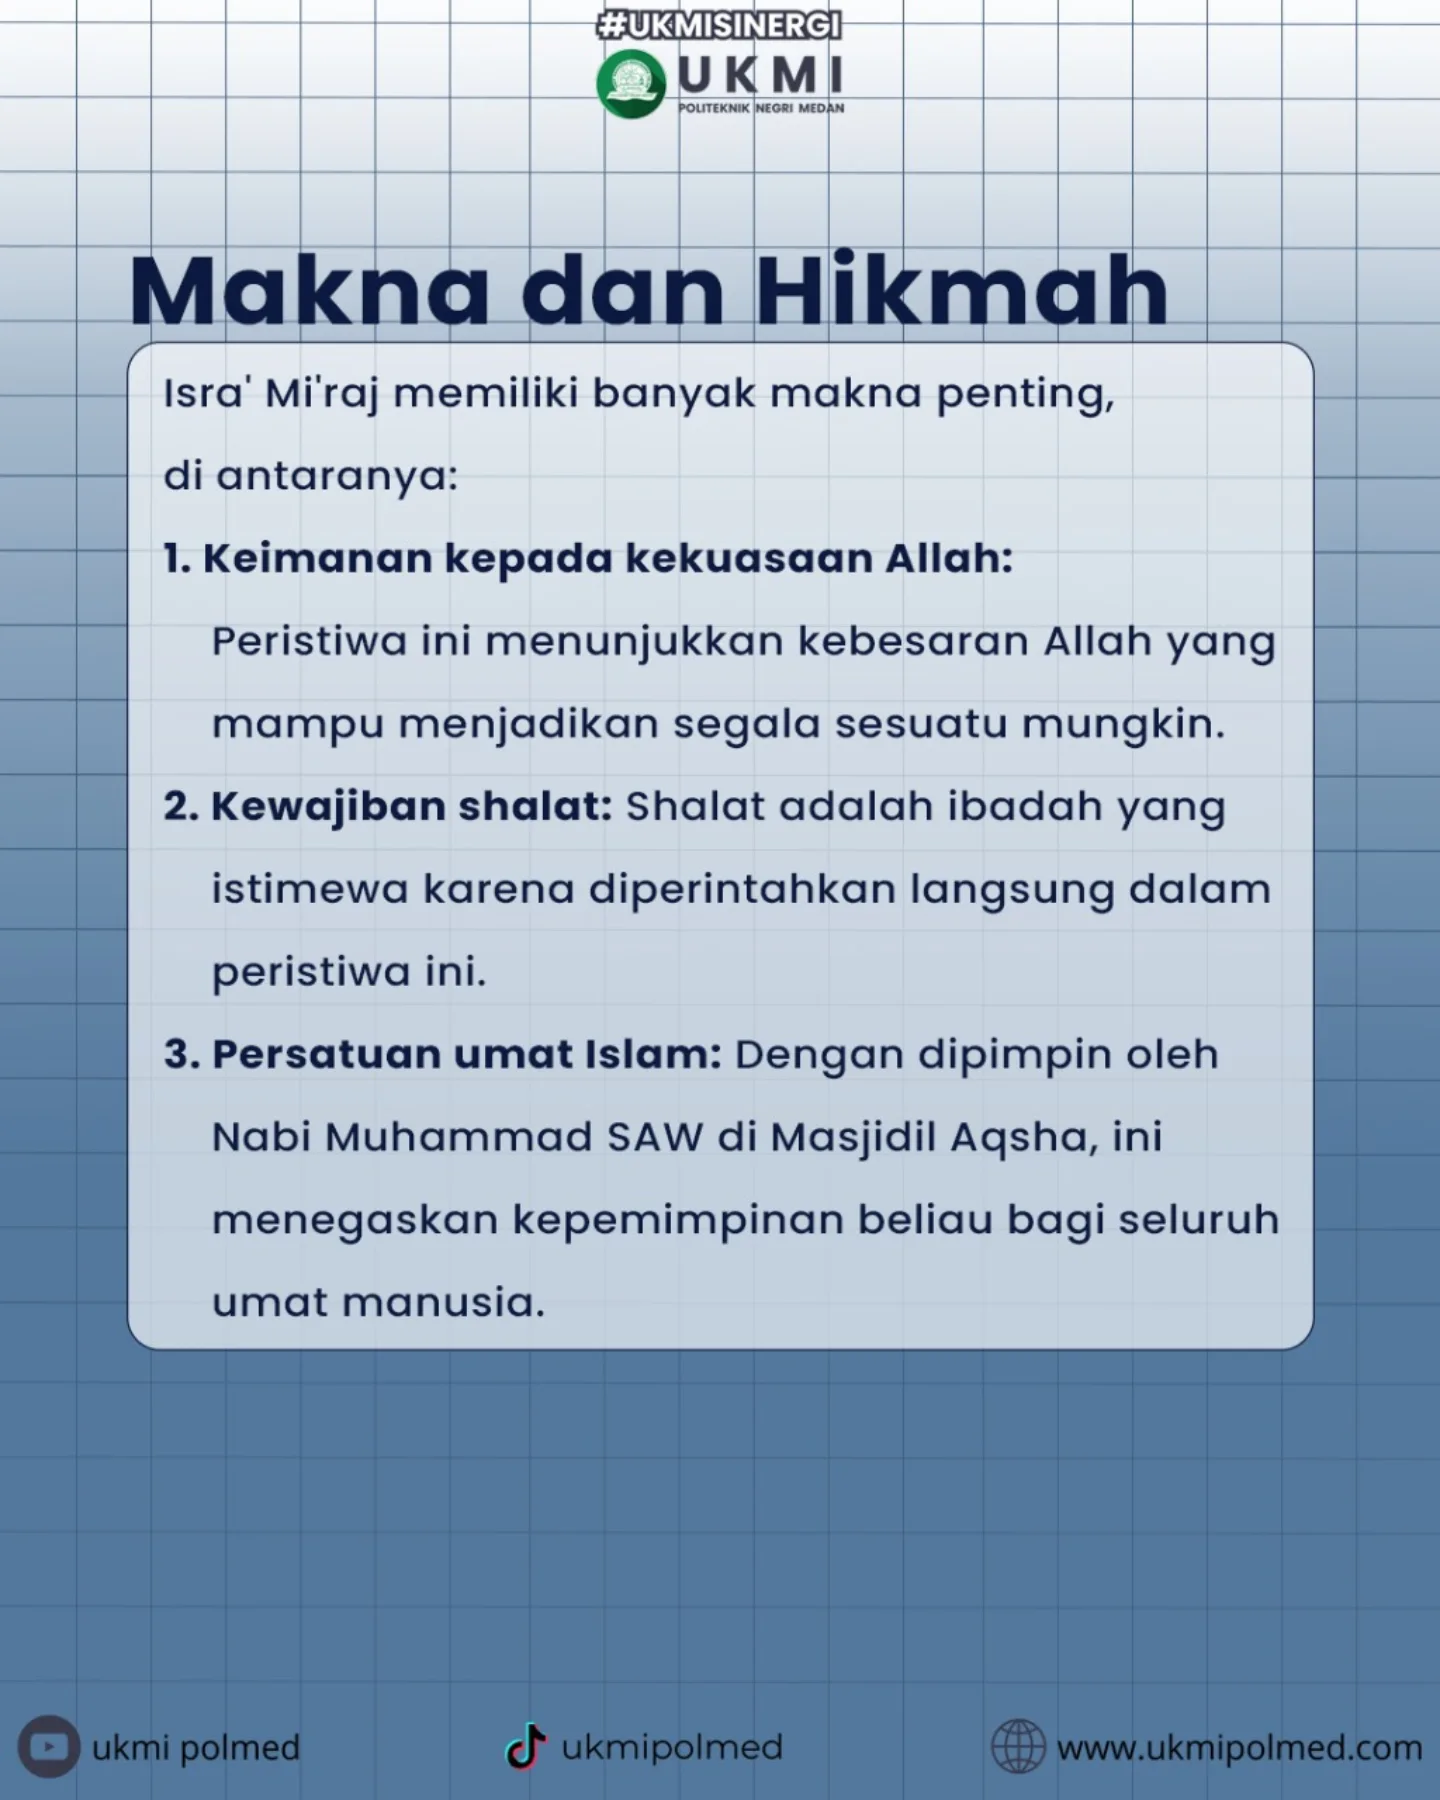 #UKMISINERGI
UKMI
POLITEKNIK NEGRI MEDAN
Makna dan Hikmah
Isra' Mi'raj memiliki banyak makna penting,
di antaranya:
1. Keimanan kepada kekuasaan Allah:
Peristiwa ini menunjukkan kebesaran Allah yang
mampu menjadikan segala sesuatu mungkin.
2. Kewajiban shalat: Shalat adalah ibadah yang
istimewa karena diperintahkan langsung dalam
peristiwa ini.
3. Persatuan umat Islam: Dengan dipimpin oleh
Nabi Muhammad SAW di Masjidil Aqsha, ini
menegaskan kepemimpinan beliau bagi seluruh
umat manusia.
ukmi polmed
ukmipolmed
www.ukmipolmed.com